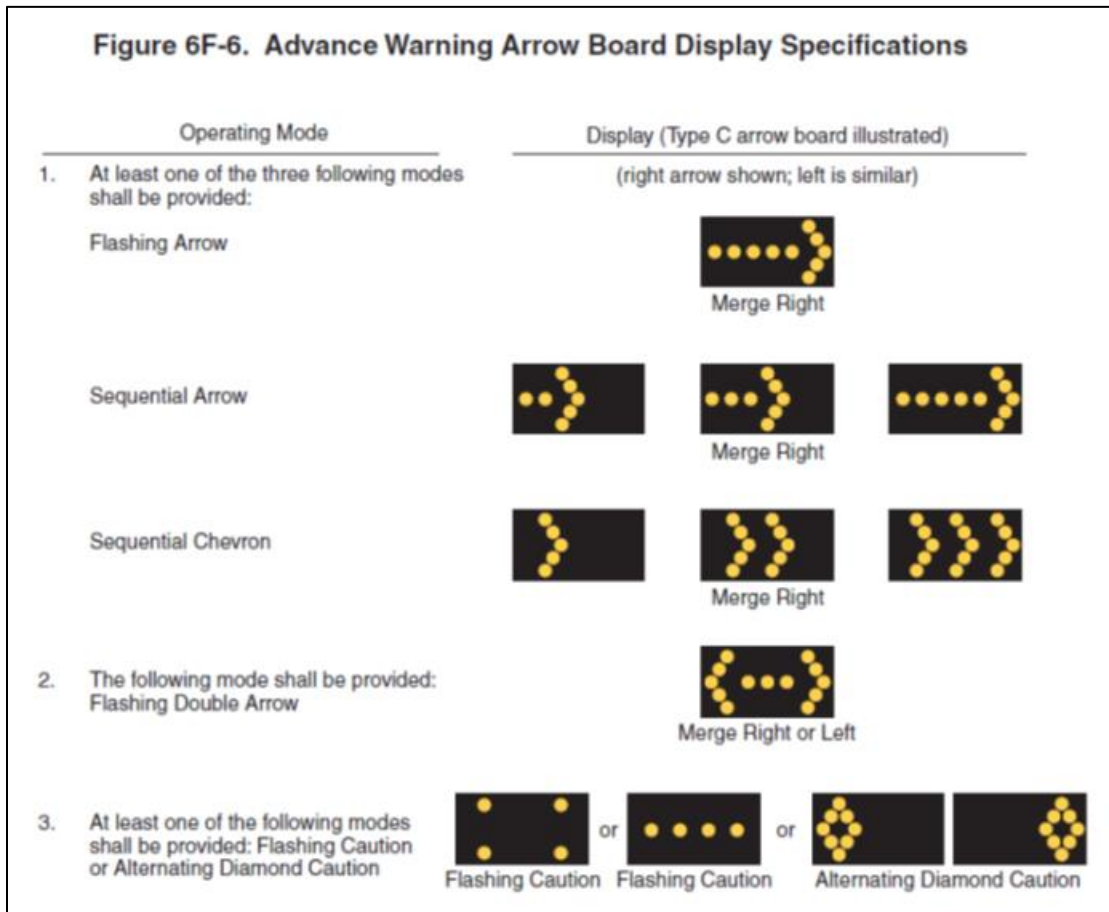 Figure 6F-6. Advance Warning Arrow Board Display Specifications
Operating Mode
Display (Type C arrow board illustrated)
1. At least one of the three following modes
shall be provided:
(right arrow shown; left is similar)
Flashing Arrow
Merge Right
Sequential Arrow
Merge Right
Sequential Chevron
Merge Right
2. The following mode shall be provided:
Flashing Double Arrow
Merge Right or Left
3. At least one of the following modes
shall be provided: Flashing Caution
or Alternating Diamond Caution
or
or
Flashing Caution
Flashing Caution
Alternating Diamond Caution